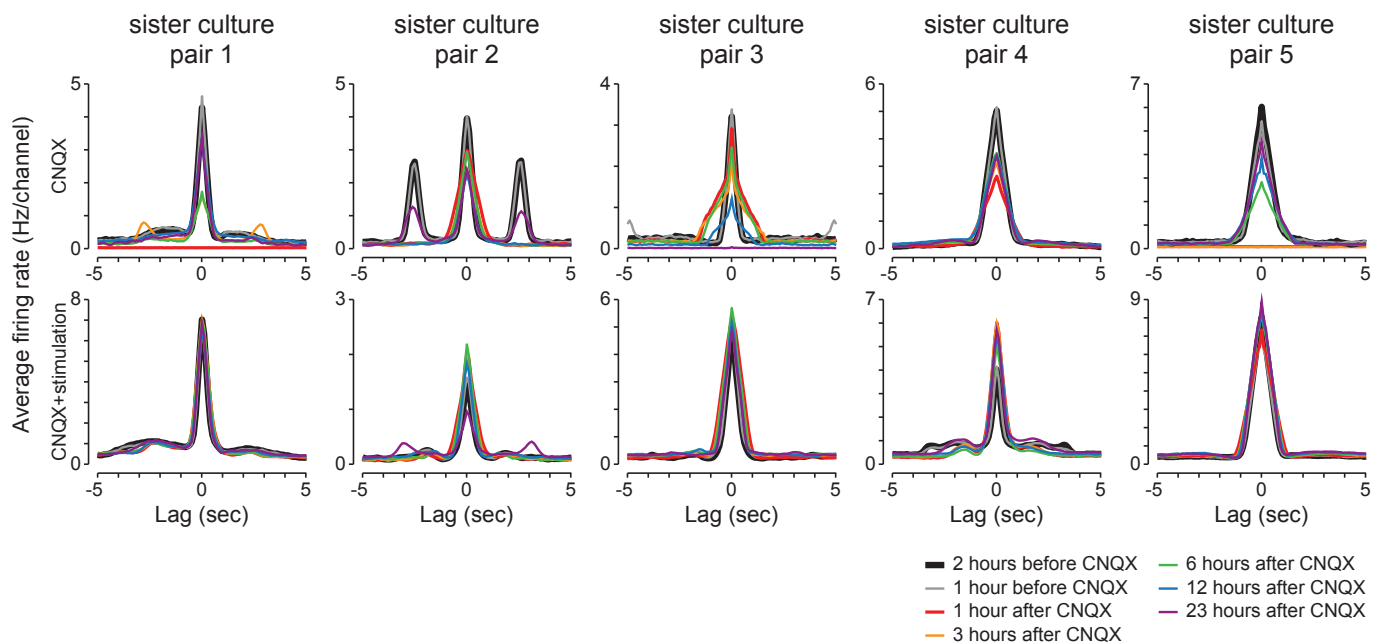 sister culture pair 1
sister culture pair 2
sister culture pair 3
sister culture pair 4
sister culture pair 5
Average firing rate (Hz/channel)
CNQX
5
0
-5 0 5
5
0
-5 0 5
4
0
-5 0 5
6
0
-5 0 5
7
0
-5 0 5
CNQX+stimulation
8
0
-5 0 5
Lag (sec)
3
0
-5 0 5
Lag (sec)
6
0
-5 0 5
Lag (sec)
7
0
-5 0 5
Lag (sec)
9
0
-5 0 5
Lag (sec)
2 hours before CNQX
1 hour before CNQX
1 hour after CNQX
3 hours after CNQX
6 hours after CNQX
12 hours after CNQX
23 hours after CNQX